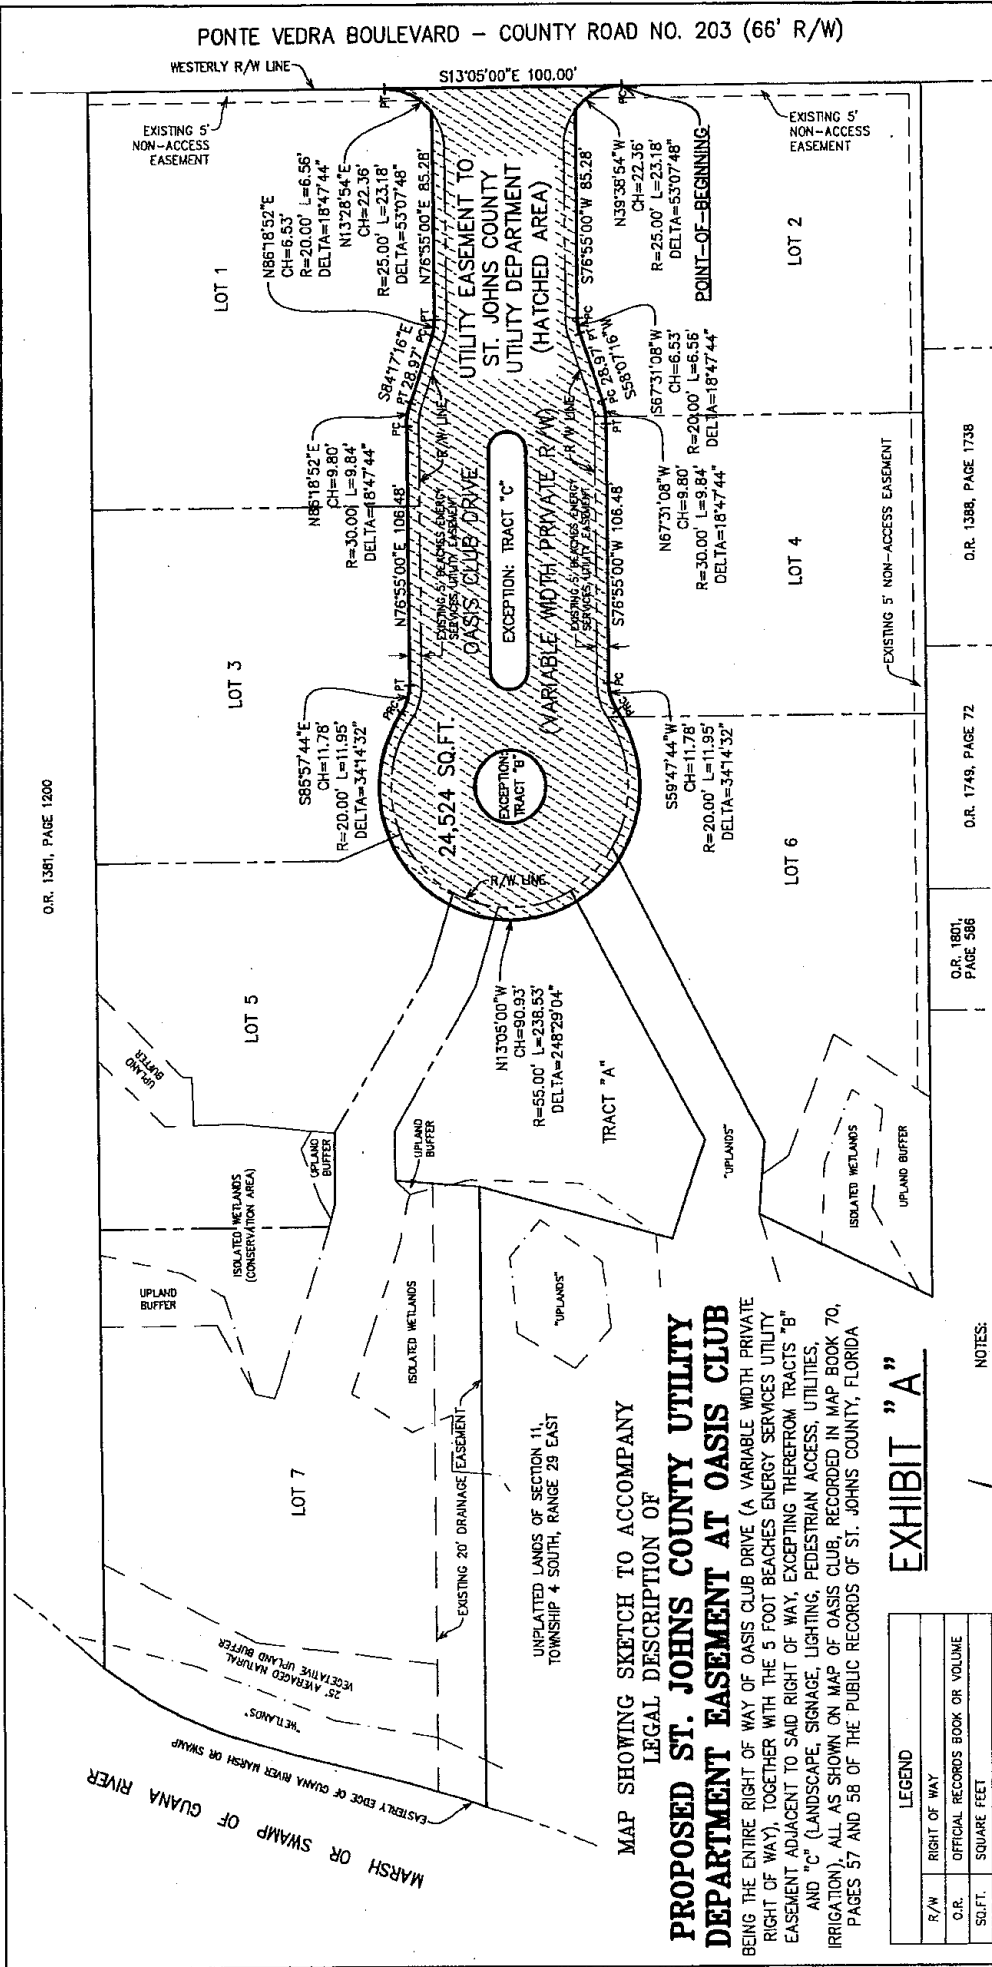 PONTE VEDRA BOULEVARD – COUNTY ROAD NO. 203 (66' R/W)
WESTERLY R/W LINE
S13°05'00"E 100.00'
PT
PC
EXISTING 5'
NON-ACCESS
EASEMENT
EXISTING 5'
NON-ACCESS
EASEMENT
LOT 1
N86°18'52"E
CH=6.53'
R=20.00' L=6.56'
DELTA=18°47'44"
N13°28'54"E
CH=22.36'
R=25.00' L=23.18'
DELTA=53°07'48"
N76°55'00"E 85.28'
UTILITY EASEMENT TO
ST. JOHNS COUNTY
UTILITY DEPARTMENT
(HATCHED AREA)
S76°55'00"W 85.28'
N39°38'54"W
CH=22.36'
R=25.00' L=23.18'
DELTA=53°07'48"
POINT-OF-BEGINNING
LOT 2
S84°17'16"E
PT 28.97' PC
PC PT
28.97'
S58°07'16"W
S67°31'08"W
CH=6.53'
R=20.00' L=6.56'
DELTA=18°47'44"
N86°18'52"E
CH=9.80'
R=30.00' L=9.84'
DELTA=18°47'44"
N76°55'00"E 106.48'
R/W LINE
EXISTING 5' BEACHES ENERGY
SERVICES UTILITY EASEMENT
OASIS CLUB DRIVE
EXCEPTION: TRACT "C"
(VARIABLE WIDTH PRIVATE R/W)
EXISTING 5' BEACHES ENERGY
SERVICES UTILITY EASEMENT
R/W LINE
S76°55'00"W 106.48'
N67°31'08"W
CH=9.80'
R=30.00' L=9.84'
DELTA=18°47'44"
LOT 4
EXISTING 5' NON-ACCESS EASEMENT
O.R. 1388, PAGE 1738
LOT 3
PRC
PC
PT
S85°57'44"E
CH=11.78'
R=20.00' L=11.95'
DELTA=34°14'32"
24,524 SQ.FT.
EXCEPTION:
TRACT "B"
PRC
PC
S59°47'44"W
CH=11.78'
R=20.00' L=11.95'
DELTA=34°14'32"
O.R. 1749, PAGE 72
O.R. 1381, PAGE 1200
R/W LINE
LOT 6
O.R. 1801,
PAGE 586
LOT 5
N13°05'00"W
CH=90.93'
R=55.00' L=238.53'
DELTA=248°29'04"
TRACT "A"
UPLAND
BUFFER
UPLAND
BUFFER
UPLAND
BUFFER
"UPLANDS"
ISOLATED WETLANDS
UPLAND BUFFER
ISOLATED WETLANDS
(CONSERVATION AREA)
UPLAND
BUFFER
ISOLATED WETLANDS
"UPLANDS"
LOT 7
EXISTING 20' DRAINAGE EASEMENT
UNPLATTED LANDS OF SECTION 11,
TOWNSHIP 4 SOUTH, RANGE 29 EAST
25' AVERAGED NATURAL
VEGETATIVE UPLAND BUFFER
"WETLANDS"
EASTERLY EDGE OF GUANA RIVER MARSH OR SWAMP
MARSH OR SWAMP OF GUANA RIVER
MAP SHOWING SKETCH TO ACCOMPANY
LEGAL DESCRIPTION OF
PROPOSED ST. JOHNS COUNTY UTILITY
DEPARTMENT EASEMENT AT OASIS CLUB
BEING THE ENTIRE RIGHT OF WAY OF OASIS CLUB DRIVE (A VARIABLE WIDTH PRIVATE
RIGHT OF WAY), TOGETHER WITH THE 5 FOOT BEACHES ENERGY SERVICES UTILITY
EASEMENT ADJACENT TO SAID RIGHT OF WAY, EXCEPTING THEREFROM TRACTS "B"
AND "C" (LANDSCAPE, SIGNAGE, LIGHTING, PEDESTRIAN ACCESS, UTILITIES,
IRRIGATION), ALL AS SHOWN ON MAP OF OASIS CLUB, RECORDED IN MAP BOOK 70,
PAGES 57 AND 58 OF THE PUBLIC RECORDS OF ST. JOHNS COUNTY, FLORIDA
EXHIBIT "A"
NOTES:
LEGEND
R/W RIGHT OF WAY
O.R. OFFICIAL RECORDS BOOK OR VOLUME
SQ.FT. SQUARE FEET